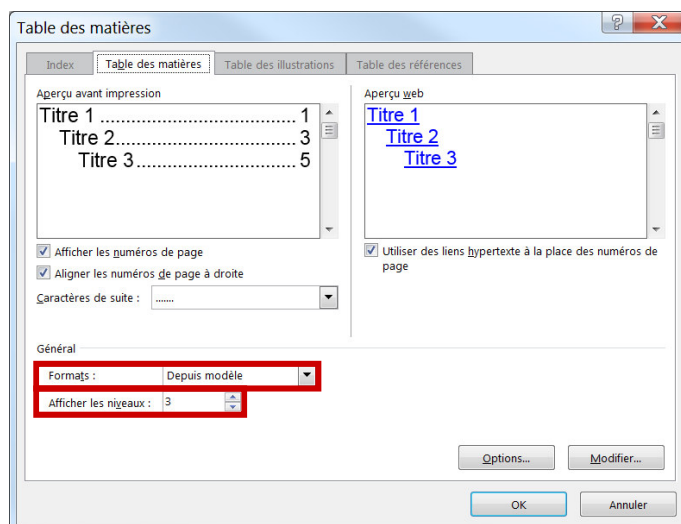 Table des matières
Index
Table des matières
Table des illustrations
Table des références
Aperçu avant impression
Titre 1 ................................... 1
Titre 2................................ 3
Titre 3............................ 5
Aperçu web
Titre 1
Titre 2
Titre 3
Afficher les numéros de page
Aligner les numéros de page à droite
Caractères de suite : .......
Utiliser des liens hypertexte à la place des numéros de
page
Général
Formats : Depuis modèle
Afficher les niveaux : 3
Options...
Modifier...
OK
Annuler